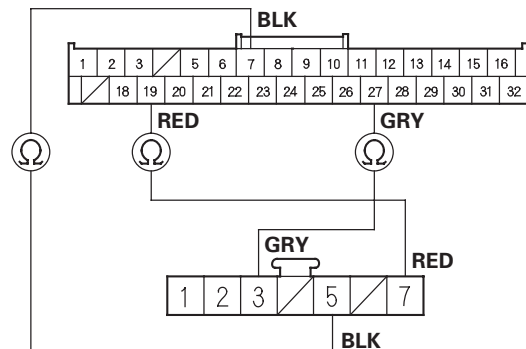 BLK
1 2 3 5 6 7 8 9 10 11 12 13 14 15 16
18 19 20 21 22 23 24 25 26 27 28 29 30 31 32
RED GRY
Ω Ω Ω
GRY RED
1 2 3 5 7
BLK